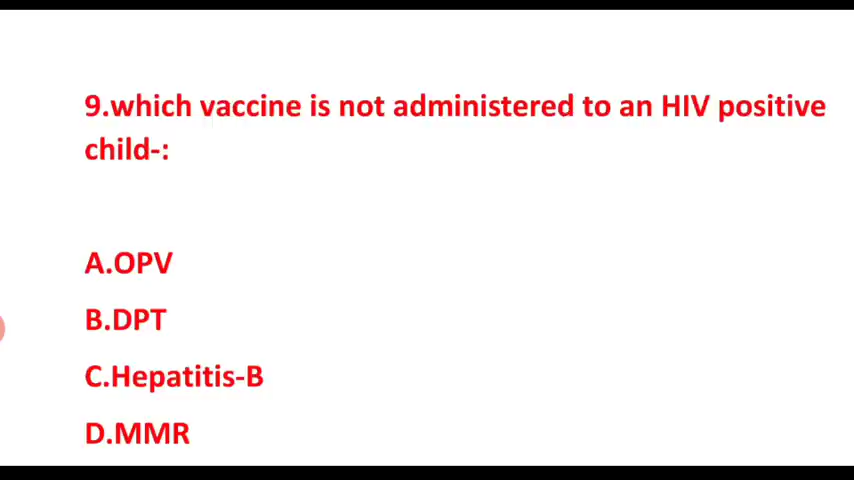 9.which vaccine is not administered to an HIV positive
child-:
A.OPV
B.DPT
C.Hepatitis-B
D.MMR